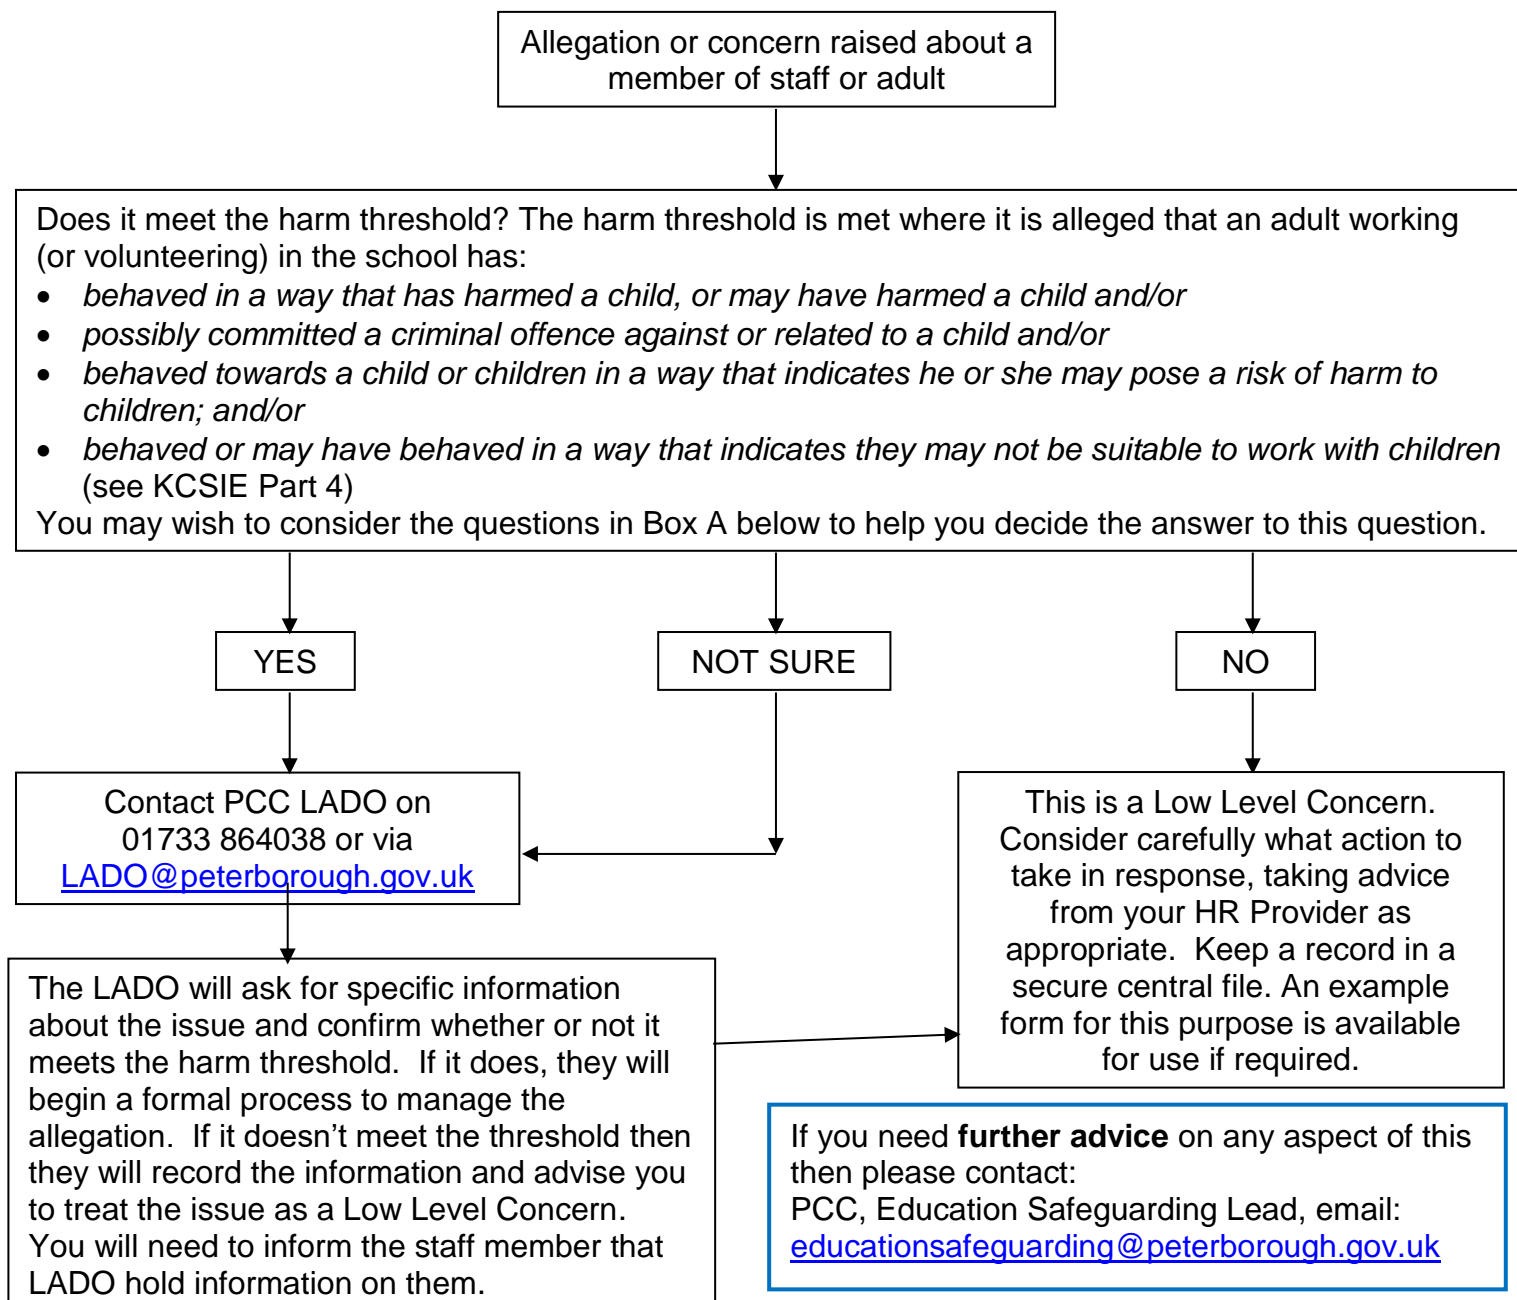 Allegation or concern raised about a
member of staff or adult
Does it meet the harm threshold? The harm threshold is met where it is alleged that an adult working
(or volunteering) in the school has:
• behaved in a way that has harmed a child, or may have harmed a child and/or
• possibly committed a criminal offence against or related to a child and/or
• behaved towards a child or children in a way that indicates he or she may pose a risk of harm to
children; and/or
• behaved or may have behaved in a way that indicates they may not be suitable to work with children
(see KCSIE Part 4)
You may wish to consider the questions in Box A below to help you decide the answer to this question.
YES
NOT SURE
NO
Contact PCC LADO on
01733 864038 or via
LADO@peterborough.gov.uk
This is a Low Level Concern.
Consider carefully what action to
take in response, taking advice
from your HR Provider as
appropriate.  Keep a record in a
secure central file. An example
form for this purpose is available
for use if required.
The LADO will ask for specific information
about the issue and confirm whether or not it
meets the harm threshold.  If it does, they will
begin a formal process to manage the
allegation.  If it doesn’t meet the threshold then
they will record the information and advise you
to treat the issue as a Low Level Concern.
You will need to inform the staff member that
LADO hold information on them.
If you need further advice on any aspect of this
then please contact:
PCC, Education Safeguarding Lead, email:
educationsafeguarding@peterborough.gov.uk